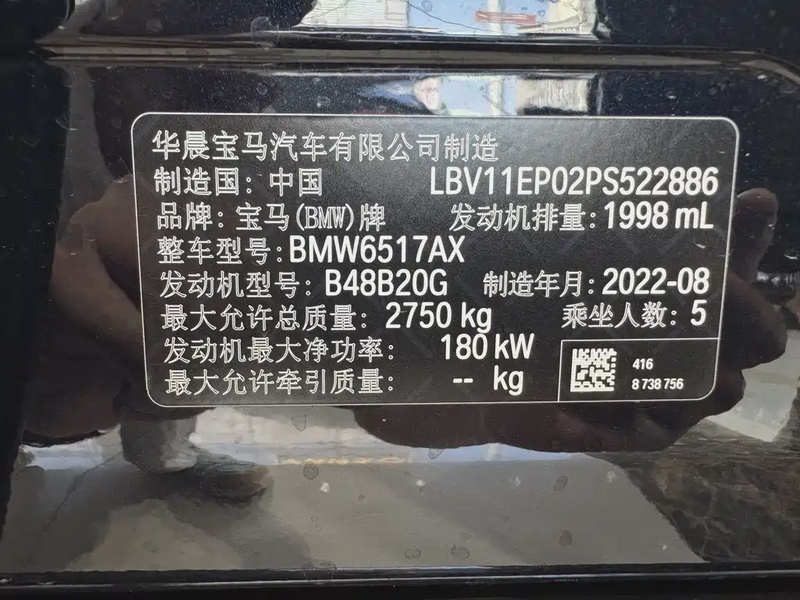 华晨宝马汽车有限公司制造
制造国: 中国 LBV11EP02PS522886
品牌: 宝马(BMW)牌 发动机排量: 1998 mL
整车型号: BMW6517AX
发动机型号: B48B20G 制造年月: 2022-08
最大允许总质量: 2750 kg 乘坐人数: 5
发动机最大净功率: 180 kW
最大允许牵引质量: -- kg
416
8 738 756